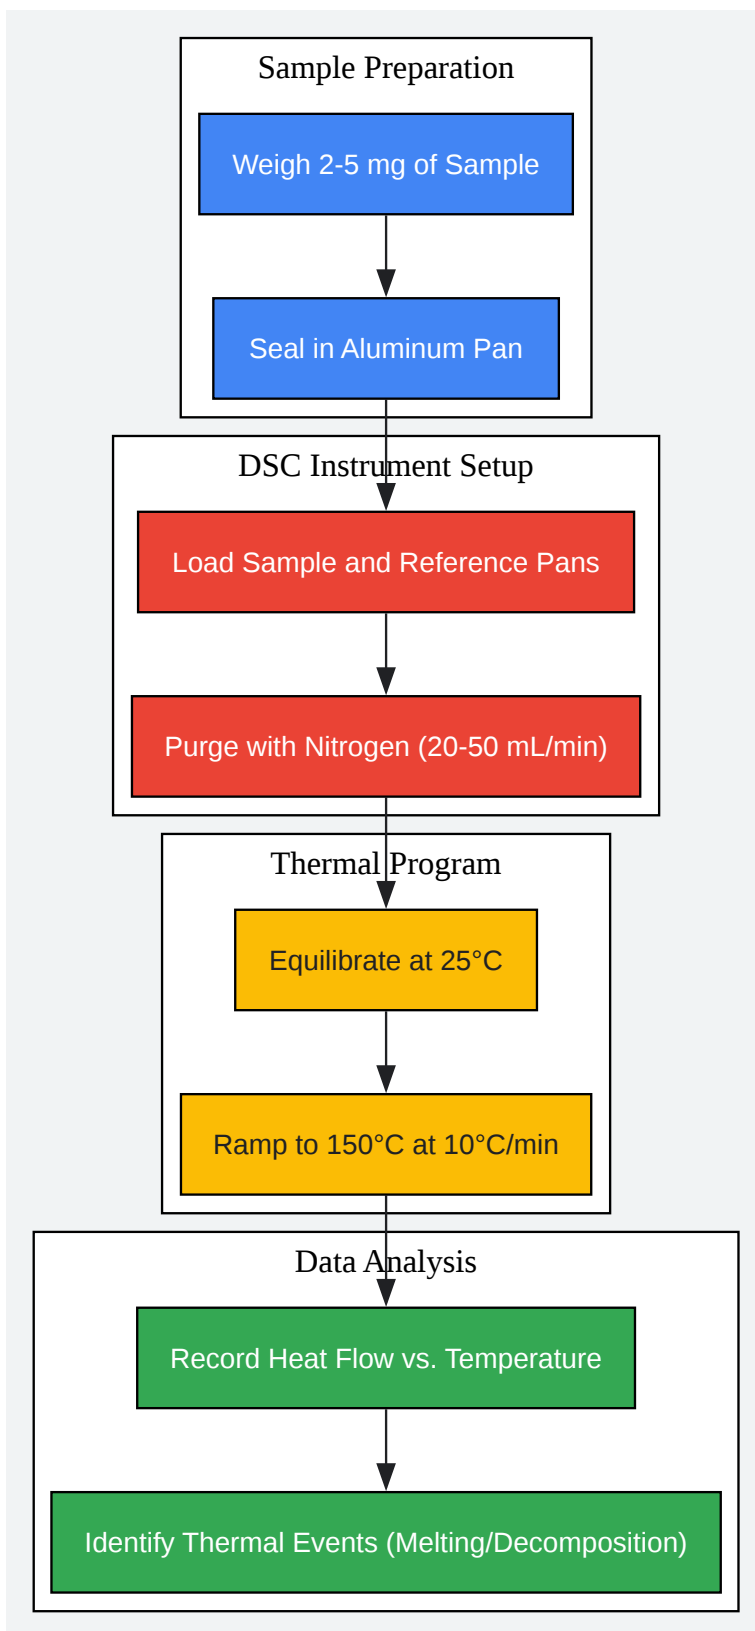 Sample Preparation
Weigh 2-5 mg of Sample
Seal in Aluminum Pan
DSC Instrument Setup
Load Sample and Reference Pans
Purge with Nitrogen (20-50 mL/min)
Thermal Program
Equilibrate at 25°C
Ramp to 150°C at 10°C/min
Data Analysis
Record Heat Flow vs. Temperature
Identify Thermal Events (Melting/Decomposition)